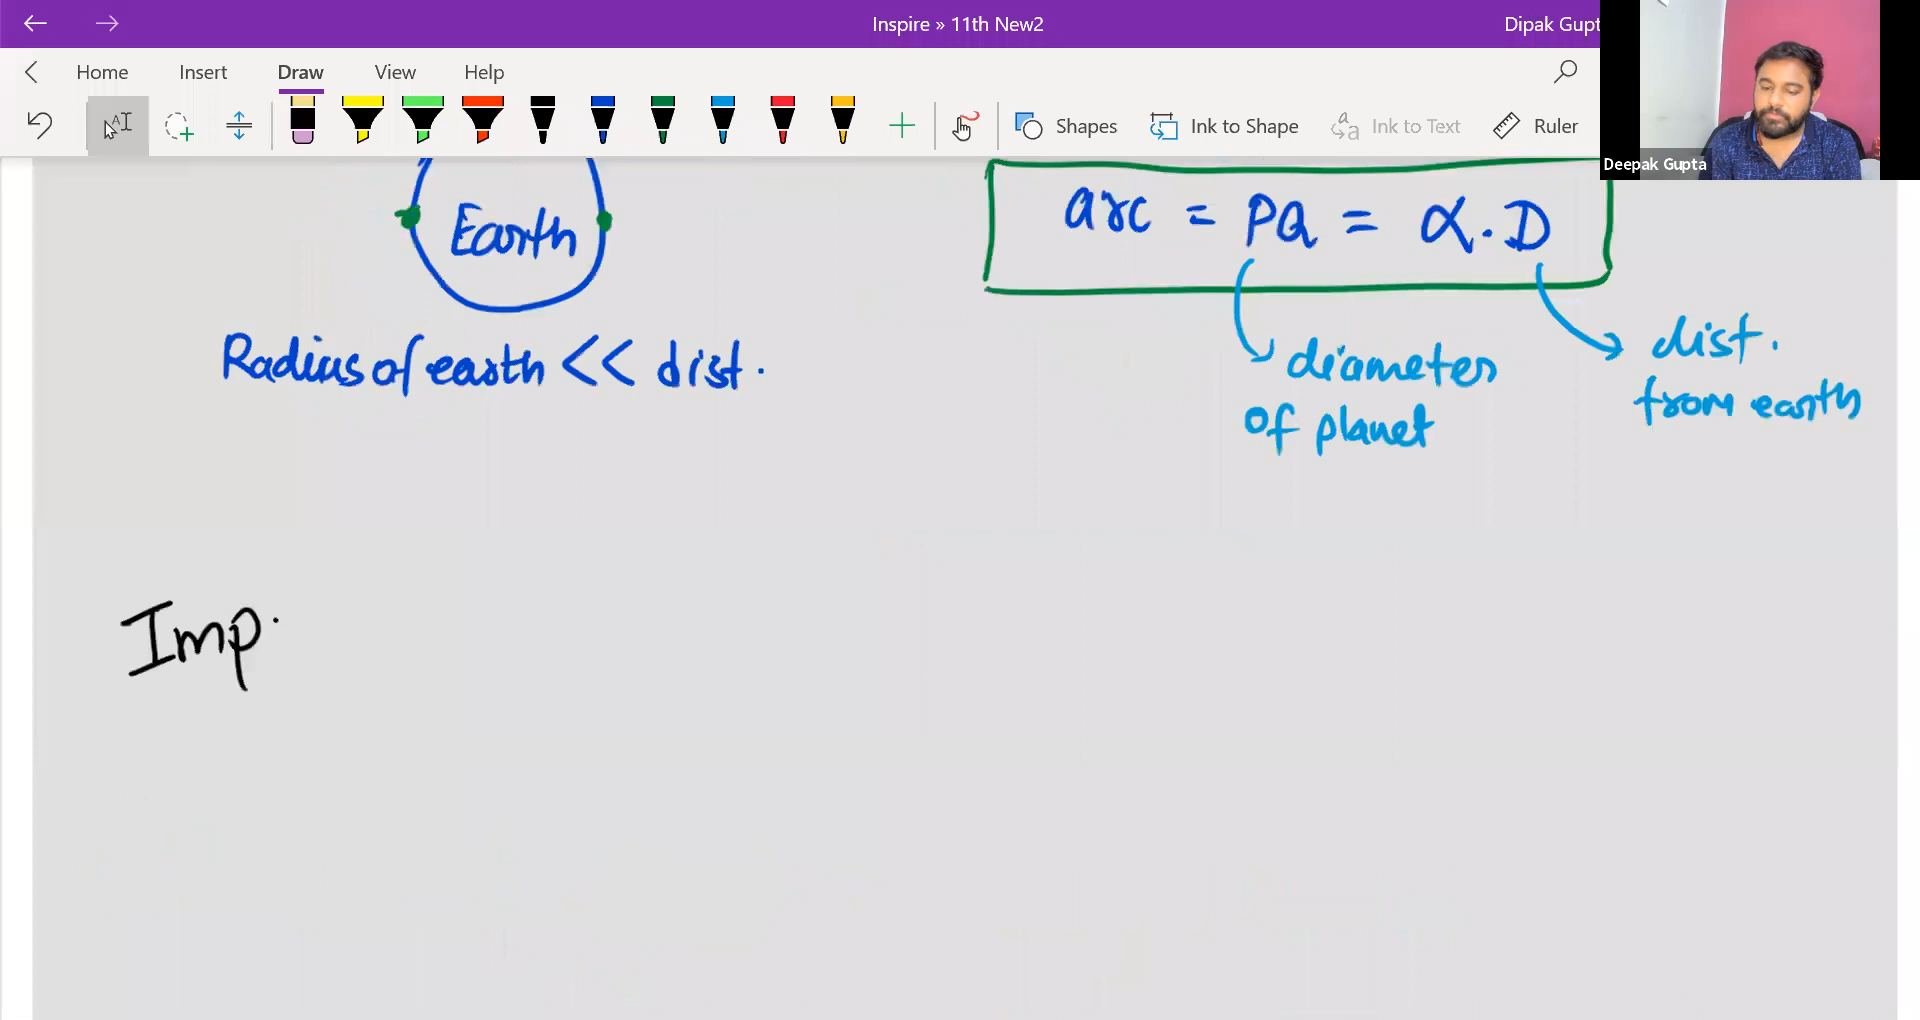 Inspire » 11th New2
Dipak Gupt
Home Insert Draw View Help
Shapes Ink to Shape Ink to Text Ruler
Deepak Gupta
Earth
arc = PQ = α . D
Radius of earth << dist.
diameter
of planet
dist.
from earth
Imp.